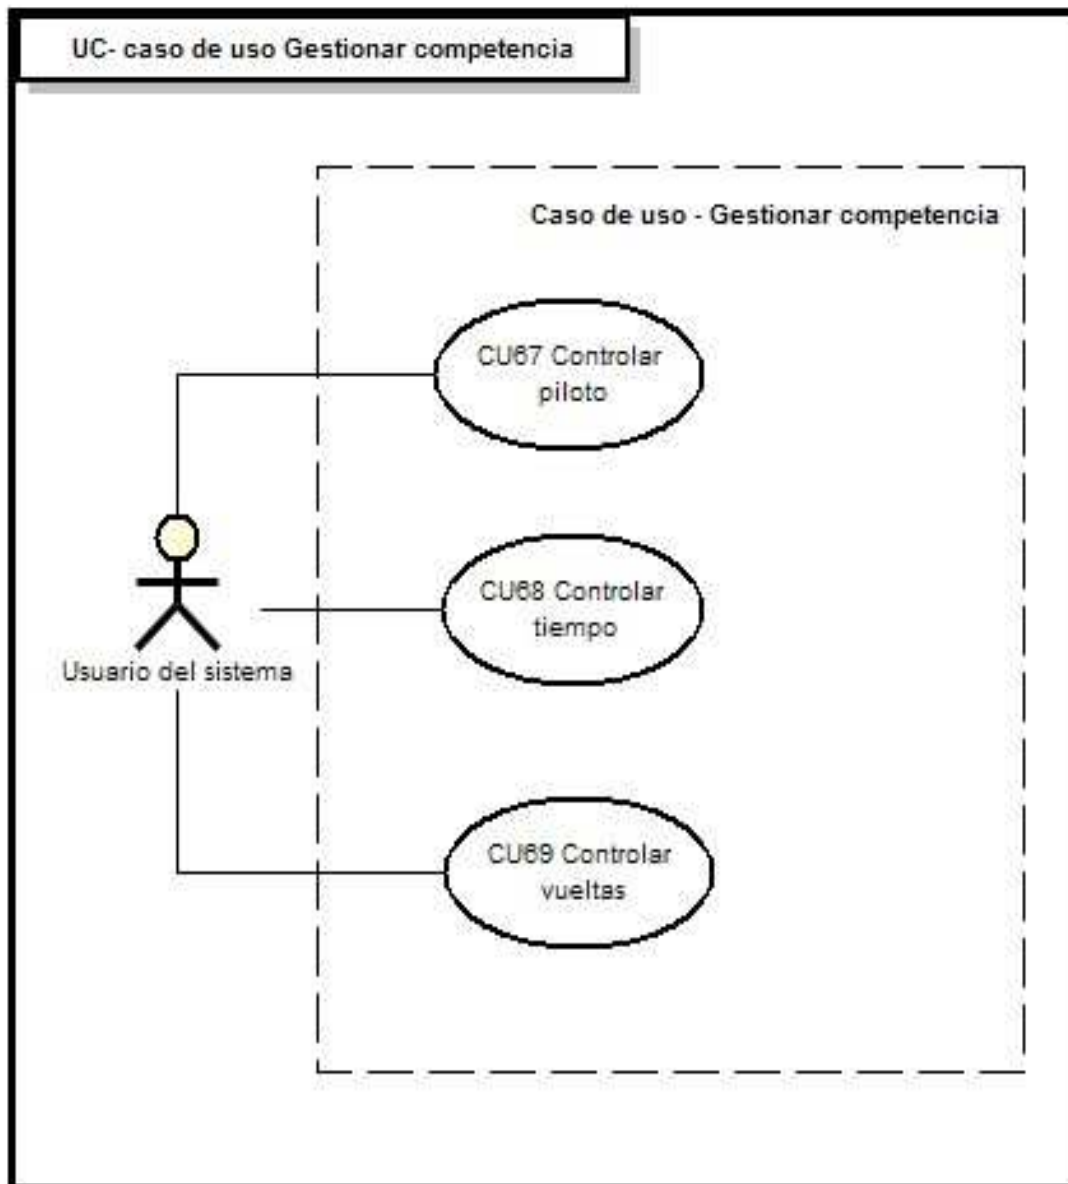 UC- caso de uso Gestionar competencia
Caso de uso - Gestionar competencia
CU67 Controlar
piloto
CU68 Controlar
tiempo
Usuario del sistema
CU69 Controlar
vueltas